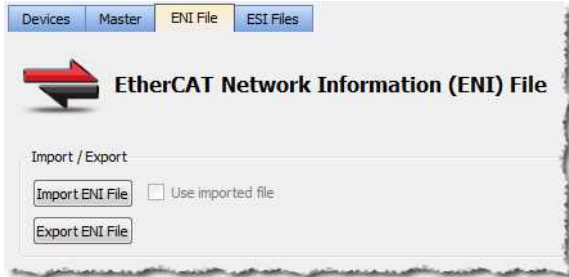 Devices Master ENI File ESI Files
EtherCAT Network Information (ENI) File
Import / Export
Import ENI File Use imported file
Export ENI File